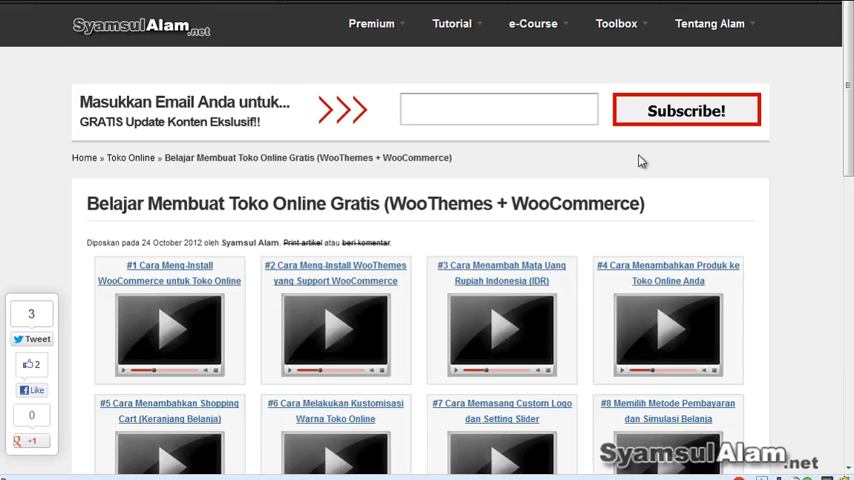 SyamsulAlam.net
Premium
Tutorial
e-Course
Toolbox
Tentang Alam
Masukkan Email Anda untuk...
GRATIS Update Konten Ekslusif!!
Subscribe!
Home » Toko Online » Belajar Membuat Toko Online Gratis (WooThemes + WooCommerce)
Belajar Membuat Toko Online Gratis (WooThemes + WooCommerce)
Diposkan pada 24 October 2012 oleh Syamsul Alam. Print artikel atau beri komentar.
#1 Cara Meng-Install
WooCommerce untuk Toko Online
#2 Cara Meng-Install WooThemes
yang Support WooCommerce
#3 Cara Menambah Mata Uang
Rupiah Indonesia (IDR)
#4 Cara Menambahkan Produk ke
Toko Online Anda
3
Tweet
2
Like
0
+1
#5 Cara Menambahkan Shopping
Cart (Keranjang Belanja)
#6 Cara Melakukan Kustomisasi
Warna Toko Online
#7 Cara Memasang Custom Logo
dan Setting Slider
#8 Memilih Metode Pembayaran
dan Simulasi Belanja
SyamsulAlam.net